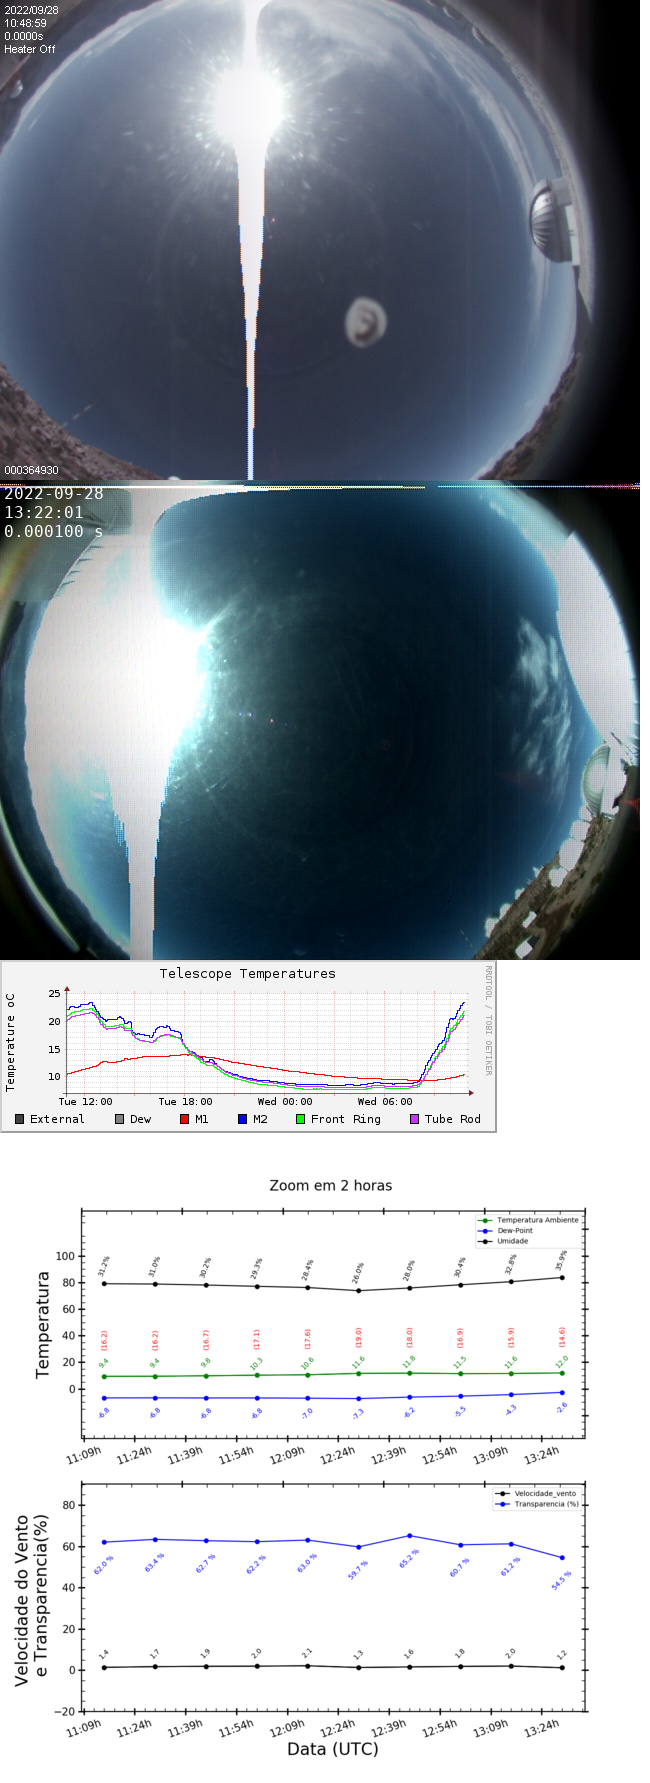 2022/09/28
10:48:59
0.0000s
Heater Off
000364930
2022-09-28
13:22:01
0.000100 s
Telescope Temperatures
RRDTOOL / TOBI OETIKER
Temperature oC
25
20
15
10
Tue 12:00 Tue 18:00 Wed 00:00 Wed 06:00
External Dew M1 M2 Front Ring Tube Rod
Zoom em 2 horas
Temperatura Ambiente
Dew-Point
Umidade
Temperatura
100
80
60
40
20
0
31.2% 31.0% 30.2% 29.3% 28.4% 26.0% 28.0% 30.4% 32.8% 35.9%
(16.2) (16.2) (16.7) (17.1) (17.6) (19.0) (18.0) (16.9) (15.9) (14.6)
9.4 9.4 9.8 10.3 10.6 11.6 11.8 11.5 11.6 12.0
-6.8 -6.8 -6.8 -6.8 -7.0 -7.3 -6.2 -5.5 -4.3 -2.6
11:09h 11:24h 11:39h 11:54h 12:09h 12:24h 12:39h 12:54h 13:09h 13:24h
Velocidade_vento
Transparencia (%)
Velocidade do Vento
e Transparencia(%)
80
60
40
20
0
−20
62.0 % 63.4 % 62.7 % 62.2 % 63.0 % 59.7 % 65.2 % 60.7 % 61.2 % 54.5 %
1.4 1.7 1.9 2.0 2.1 1.3 1.6 1.8 2.0 1.2
11:09h 11:24h 11:39h 11:54h 12:09h 12:24h 12:39h 12:54h 13:09h 13:24h
Data (UTC)